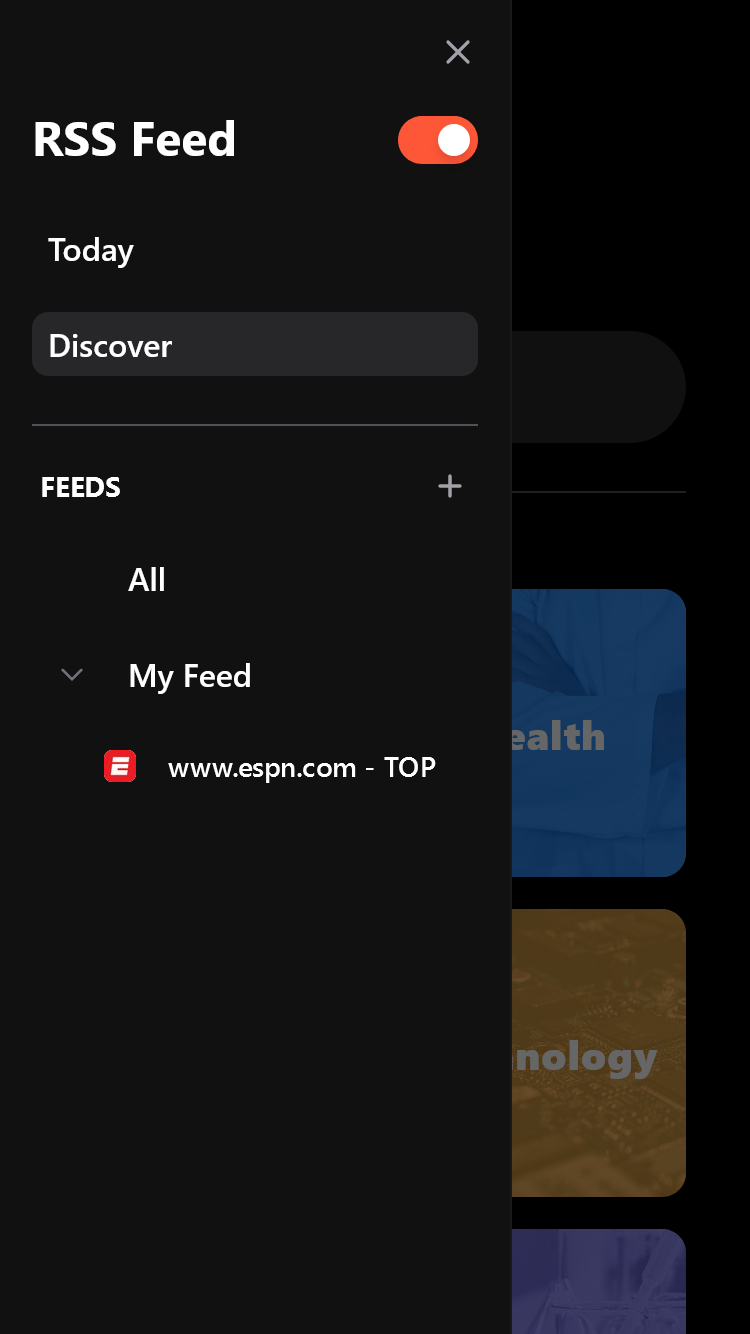 RSS Feed
Today
Discover
FEEDS
All
My Feed
ealth
www.espn.com - TOP
nology